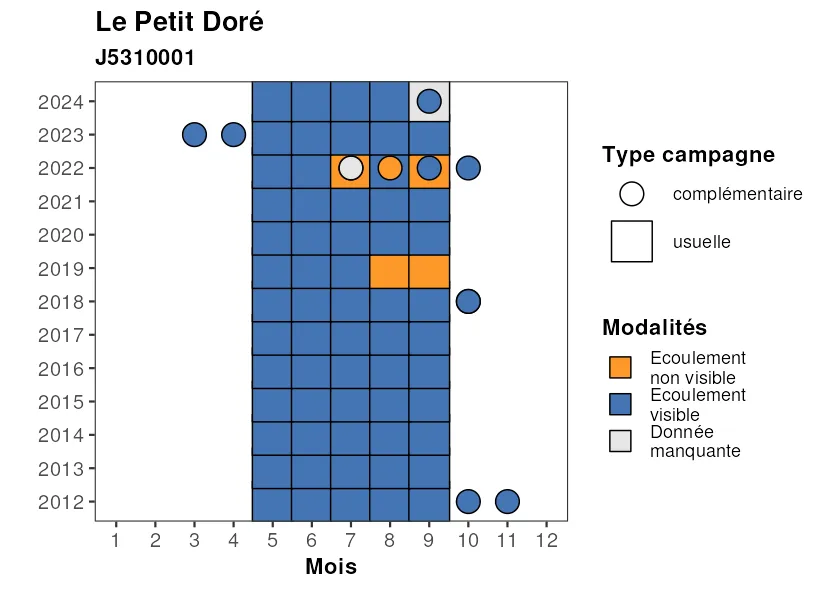 Le Petit Doré
J5310001
2024
2023
2022
2021
2020
2019
2018
2017
2016
2015
2014
2013
2012
1 2 3 4 5 6 7 8 9 10 11 12
Mois
Type campagne
complémentaire
usuelle
Modalités
Ecoulement
non visible
Ecoulement
visible
Donnée
manquante